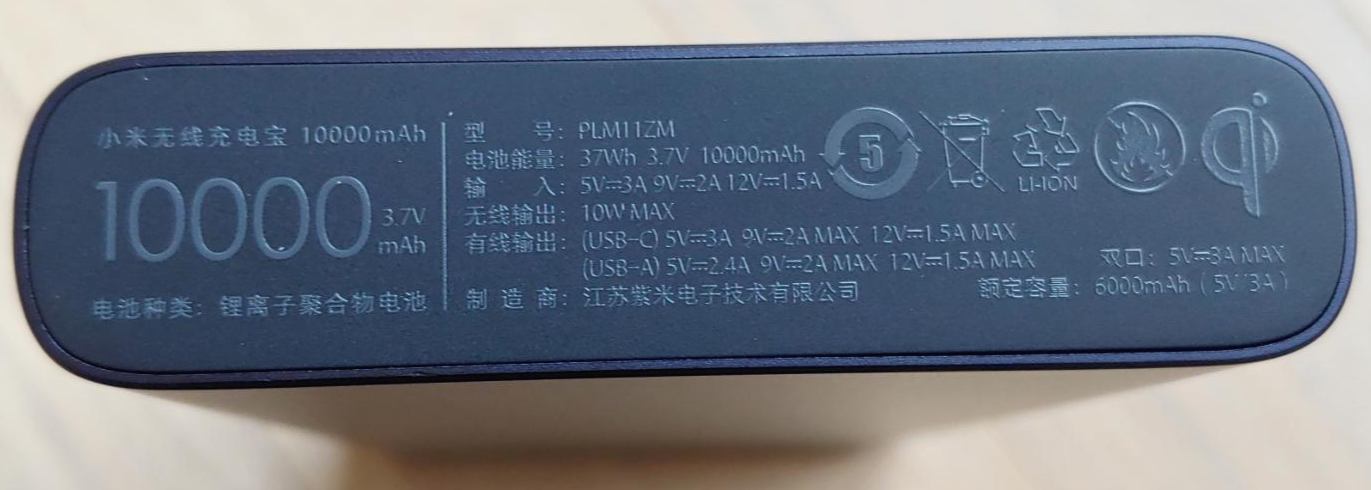 小米无线充电宝 10000mAh
10000 3.7V mAh
电池种类：锂离子聚合物电池
型 号：PLM11ZM
电池能量：37Wh 3.7V 10000mAh
输 入：5V⎓3A 9V⎓2A 12V⎓1.5A
无线输出：10W MAX
有线输出：(USB-C) 5V⎓3A 9V⎓2A MAX 12V⎓1.5A MAX
(USB-A) 5V⎓2.4A 9V⎓2A MAX 12V⎓1.5A MAX 双口：5V⎓3A MAX
制 造 商：江苏紫米电子技术有限公司 额定容量：6000mAh（5V 3A）
5
LI-ION